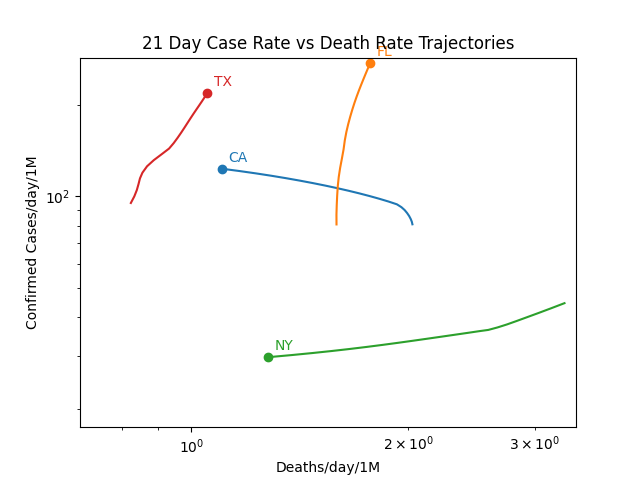 21 Day Case Rate vs Death Rate Trajectories
FL
TX
CA
NY
Confirmed Cases/day/1M
10²
10⁰
2 × 10⁰
3 × 10⁰
Deaths/day/1M